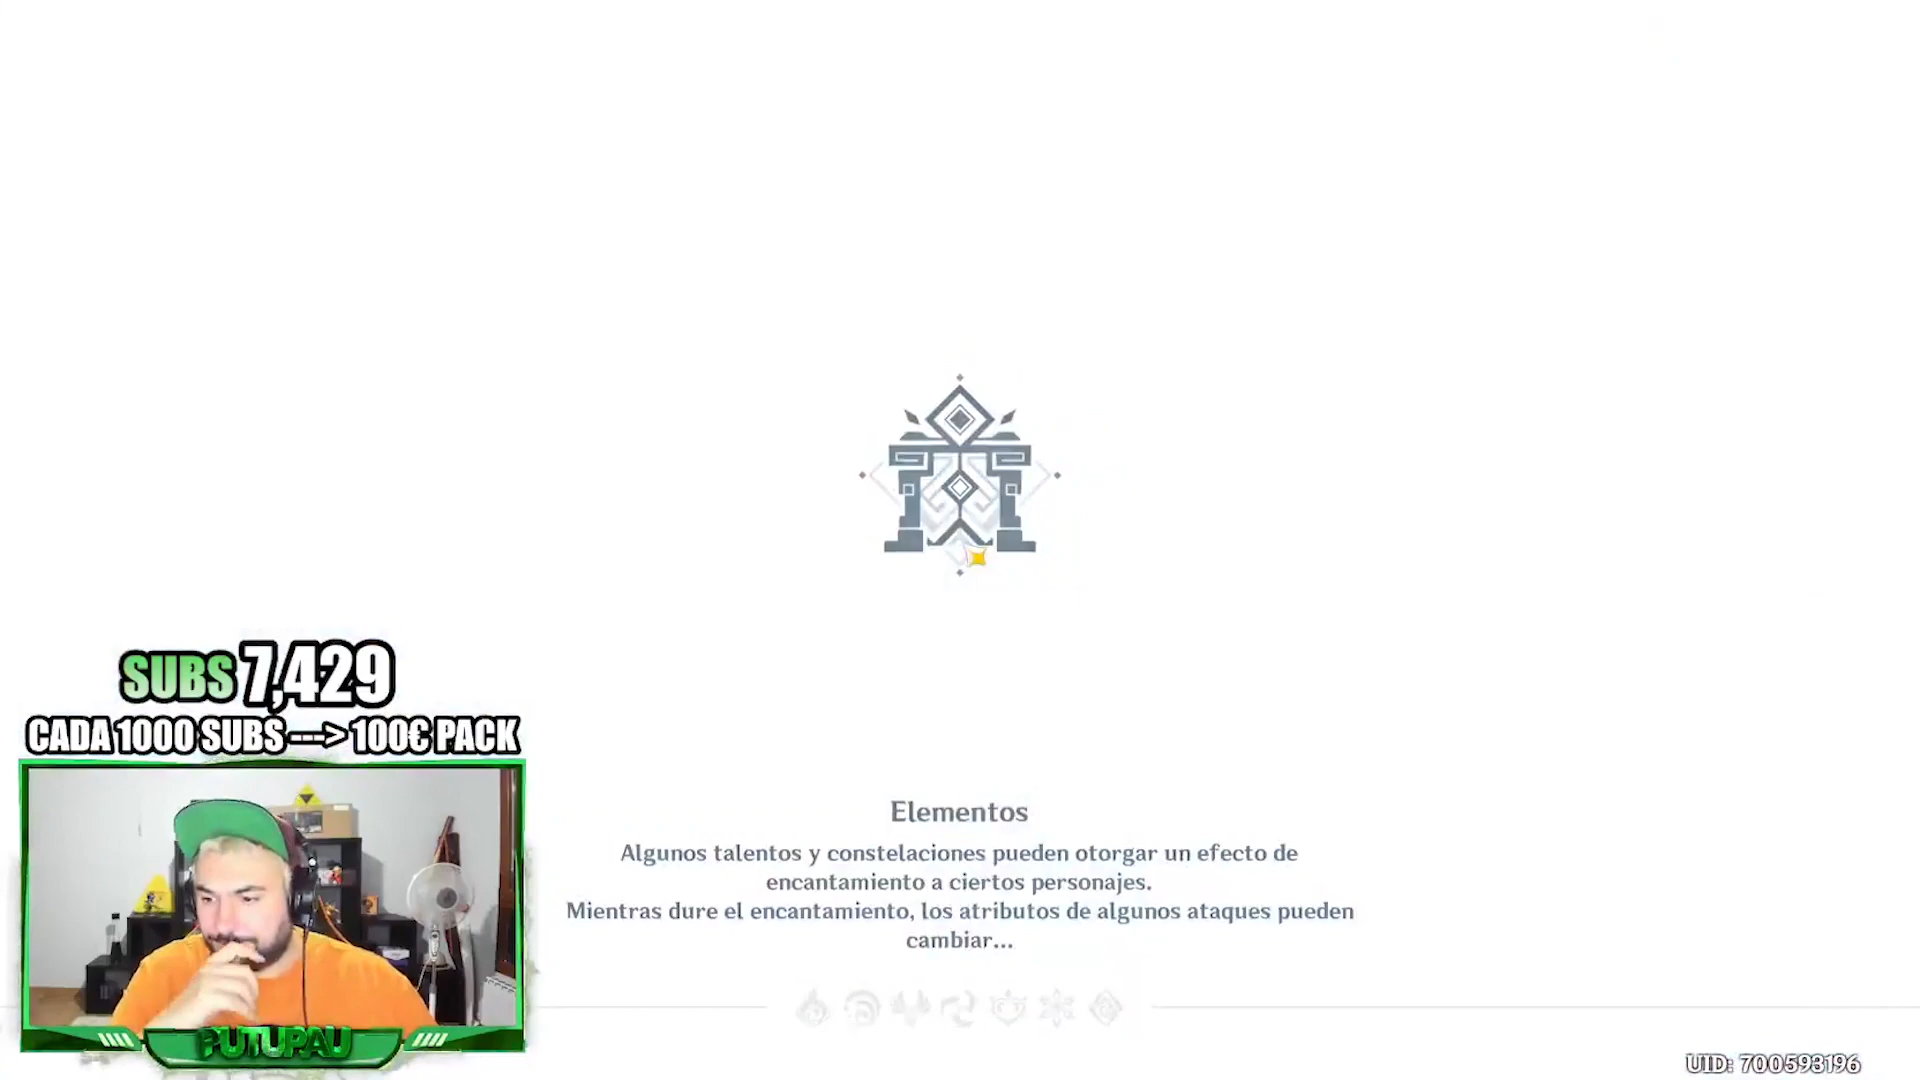 SUBS 7,429
CADA 1000 SUBS ---> 100€ PACK
Elementos
Algunos talentos y constelaciones pueden otorgar un efecto de
encantamiento a ciertos personajes.
Mientras dure el encantamiento, los atributos de algunos ataques pueden
cambiar...
PUTUPAU
UID: 700593196